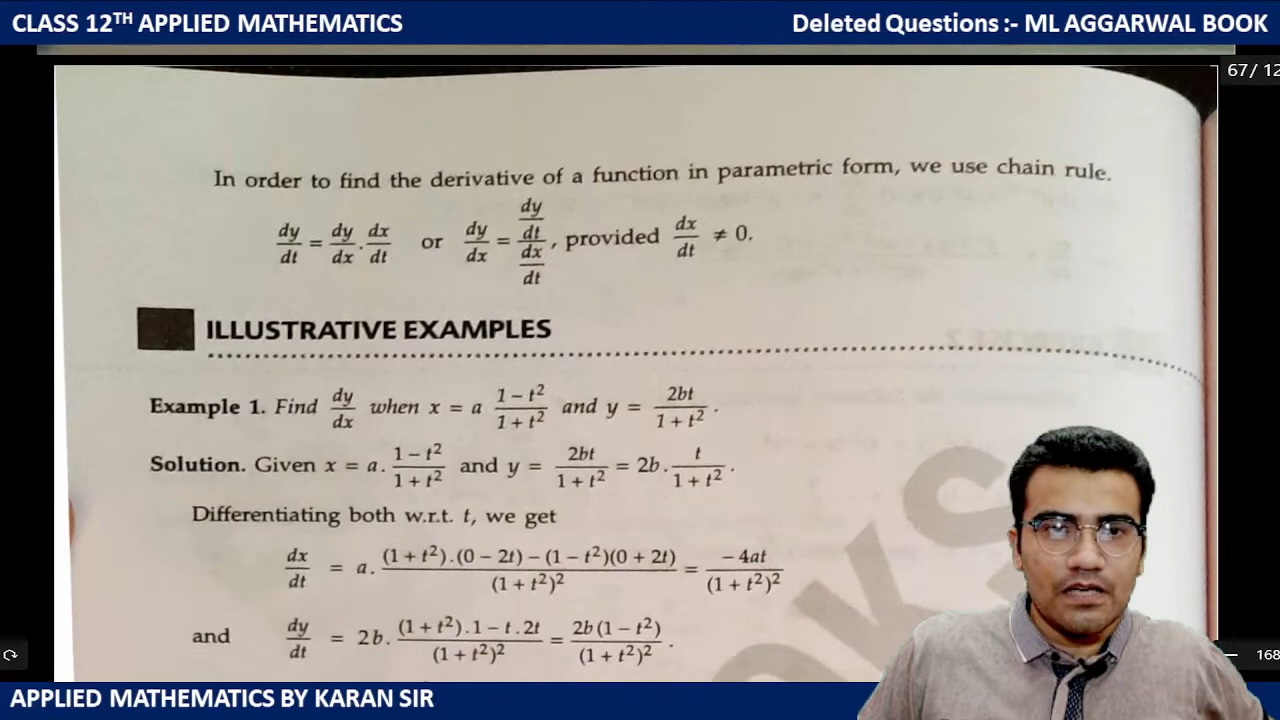 CLASS 12TH APPLIED MATHEMATICS
Deleted Questions :- ML AGGARWAL BOOK
67 / 12
In order to find the derivative of a function in parametric form, we use chain rule.
dy/dt = dy/dx . dx/dt or dy/dx = (dy/dt)/(dx/dt), provided dx/dt ≠ 0.
ILLUSTRATIVE EXAMPLES
Example 1. Find dy/dx when x = a (1 – t²)/(1 + t²) and y = 2bt/(1 + t²).
Solution. Given x = a. (1 – t²)/(1 + t²) and y = 2bt/(1 + t²) = 2b . t/(1 + t²).
Differentiating both w.r.t. t, we get
dx/dt = a. ((1 + t²).(0 – 2t) – (1 – t²)(0 + 2t))/(1 + t²)² = – 4at/(1 + t²)²
and dy/dt = 2b. ((1 + t²).1 – t . 2t)/(1 + t²)² = 2b (1 – t²)/(1 + t²)².
168
APPLIED MATHEMATICS BY KARAN SIR